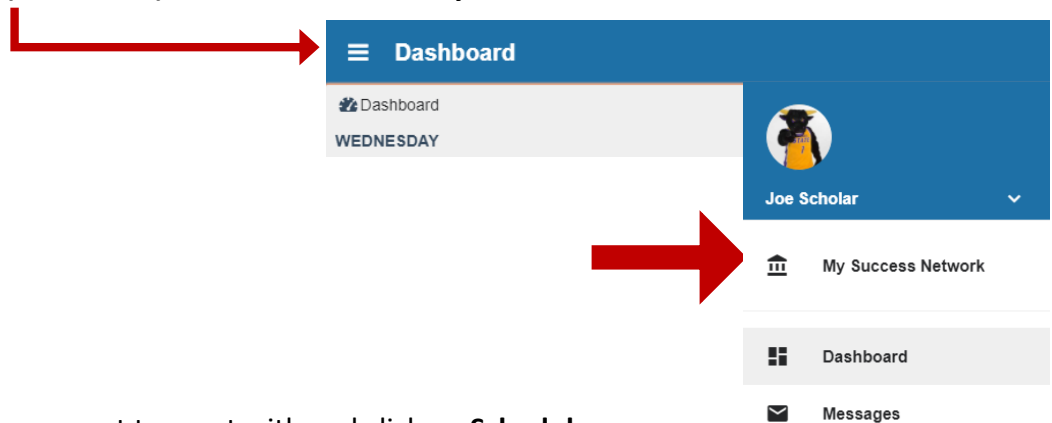 Dashboard
Dashboard
WEDNESDAY
Joe Scholar
My Success Network
Dashboard
Messages